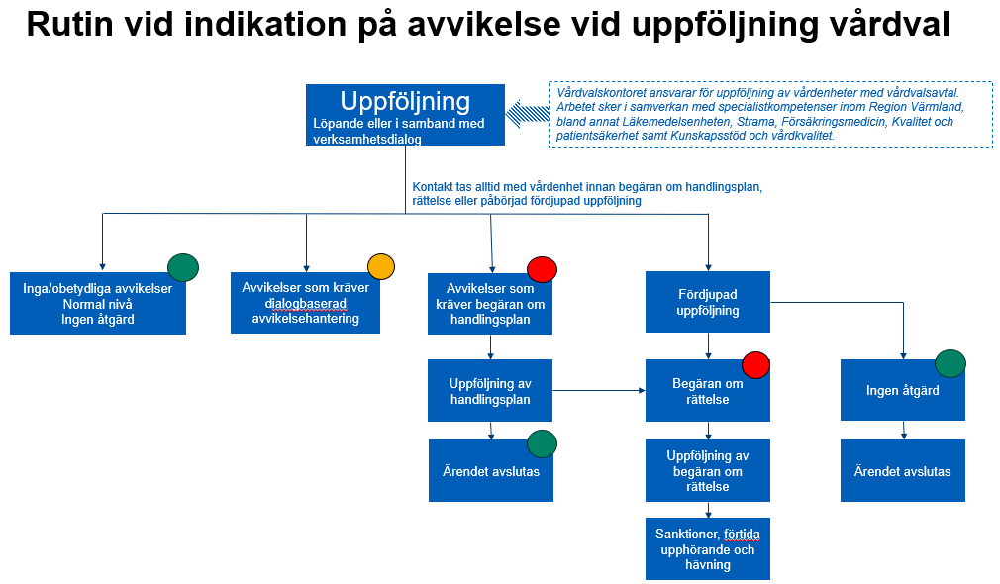 Rutin vid indikation på avvikelse vid uppföljning vårdval
Uppföljning
Löpande eller i samband med
verksamhetsdialog
Vårdvalskontoret ansvarar för uppföljning av vårdenheter med vårdvalsavtal.
Arbetet sker i samverkan med specialistkompetenser inom Region Värmland,
bland annat Läkemedelsenheten, Strama, Försäkringsmedicin, Kvalitet och
patientsäkerhet samt Kunskapsstöd och vårdkvalitet.
Kontakt tas alltid med vårdenhet innan begäran om handlingsplan,
rättelse eller påbörjad fördjupad uppföljning
Inga/obetydliga avvikelser
Normal nivå
Ingen åtgärd
Avvikelser som kräver
dialogbaserad
avvikelsehantering
Avvikelser som
kräver begäran om
handlingsplan
Fördjupad
uppföljning
Uppföljning av
handlingsplan
Begäran om
rättelse
Ingen åtgärd
Ärendet avslutas
Uppföljning av
begäran om
rättelse
Ärendet avslutas
Sanktioner, förtida
upphörande och
hävning